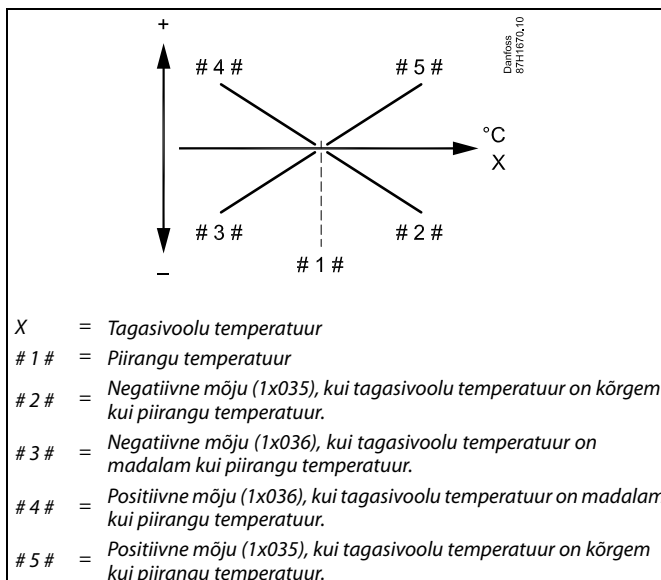 +
# 4 #
# 5 #
Danfoss
87H1670.10
°C
X
# 3 #
# 2 #
# 1 #
–
X = Tagasivoolu temperatuur
# 1 # = Piirangu temperatuur
# 2 # = Negatiivne mõju (1x035), kui tagasivoolu temperatuur on kõrgem
kui piirangu temperatuur.
# 3 # = Negatiivne mõju (1x036), kui tagasivoolu temperatuur on
madalam kui piirangu temperatuur.
# 4 # = Positiivne mõju (1x036), kui tagasivoolu temperatuur on madalam
kui piirangu temperatuur.
# 5 # = Positiivne mõju (1x035), kui tagasivoolu temperatuur on kõrgem
kui piirangu temperatuur.